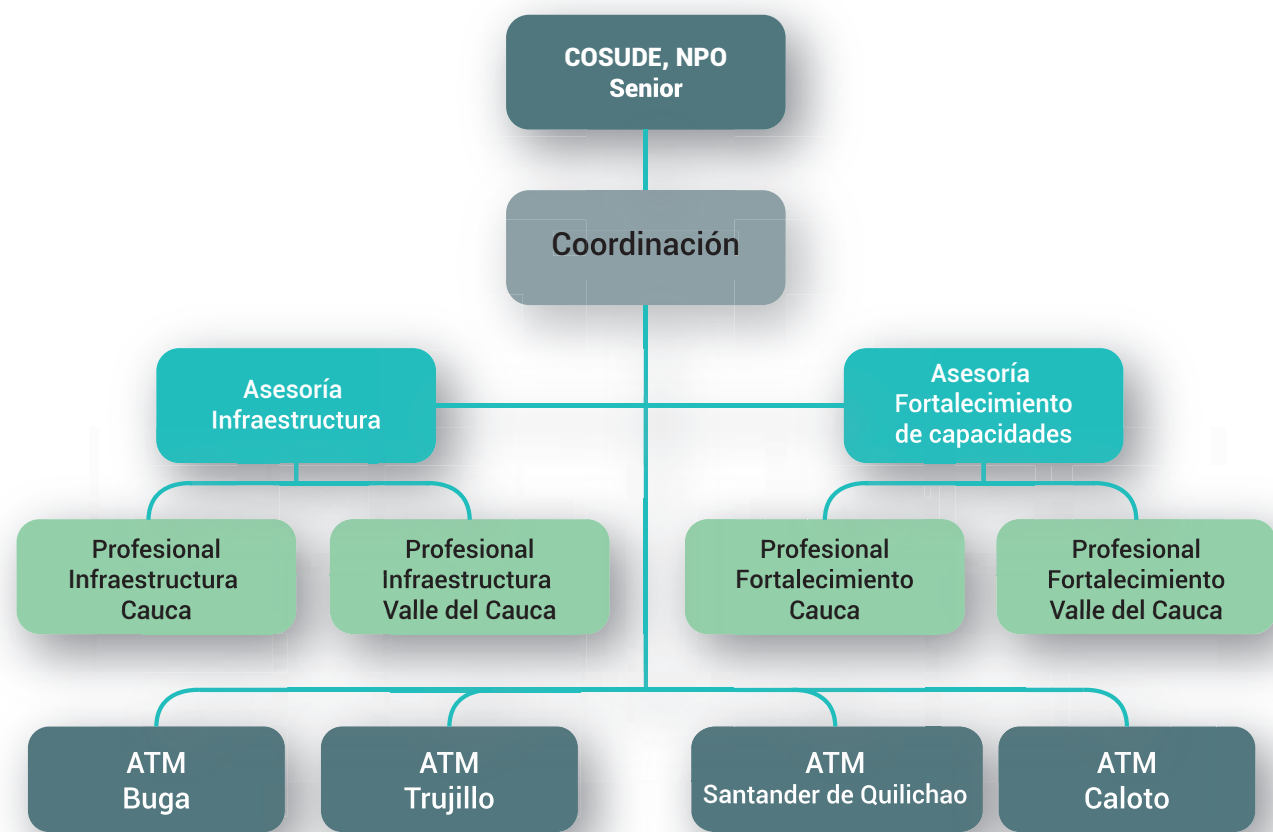 COSUDE, NPO
Senior
Coordinación
Asesoría
Infraestructura
Asesoría
Fortalecimiento
de capacidades
Profesional
Infraestructura
Cauca
Profesional
Infraestructura
Valle del Cauca
Profesional
Fortalecimiento
Cauca
Profesional
Fortalecimiento
Valle del Cauca
ATM
Buga
ATM
Trujillo
ATM
Santander de Quilichao
ATM
Caloto